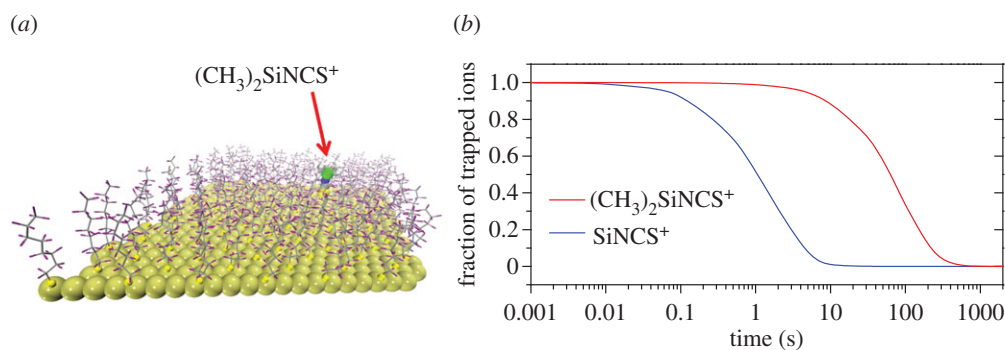 (a)
(CH₃)₂SiNCS⁺
(b)
fraction of trapped ions
1.0
0.8
0.6
0.4
0.2
0
(CH₃)₂SiNCS⁺
SiNCS⁺
0.001 0.01 0.1 1 10 100 1000
time (s)